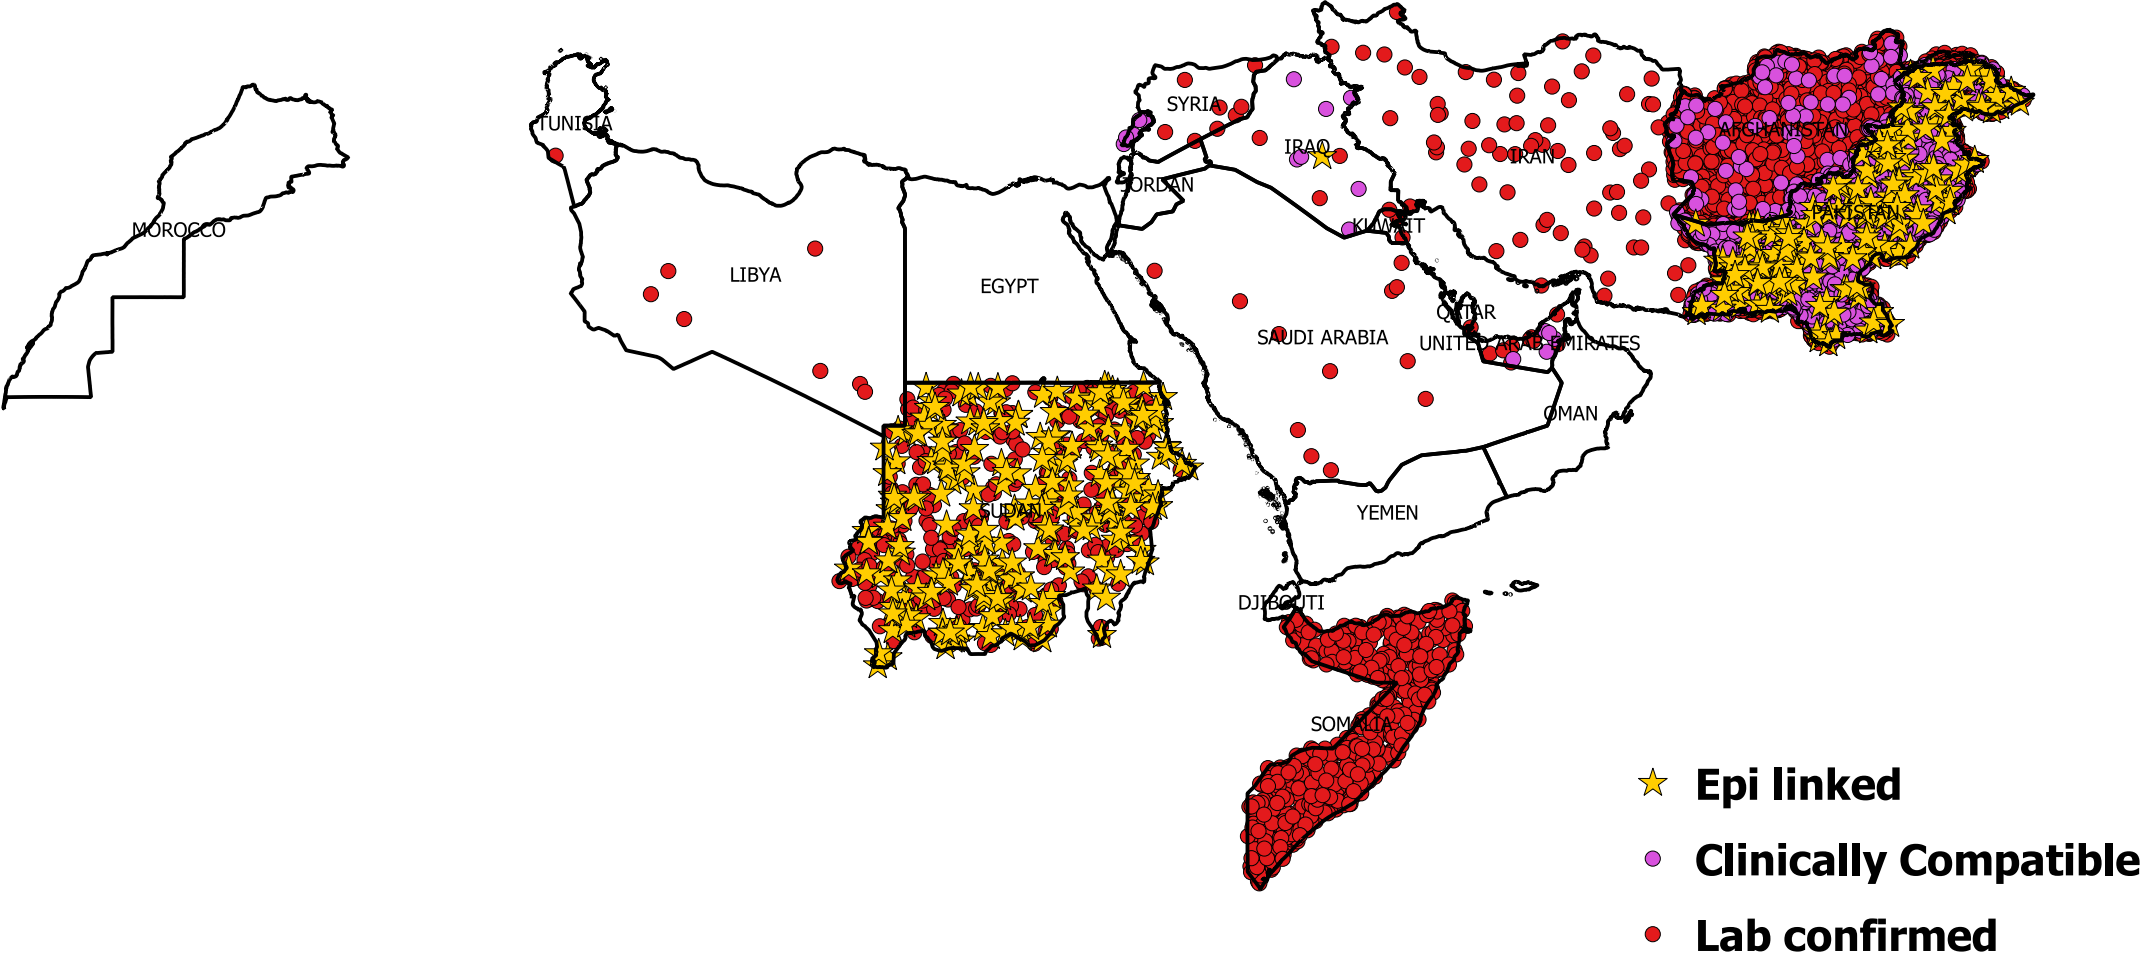 SYRIA
TUNISIA
AFGHANISTAN
IRAQ
IRAN
JORDAN
PAKISTAN
KUWAIT
MOROCCO
LIBYA
EGYPT
QATAR
SAUDI ARABIA
UNITED ARAB EMIRATES
OMAN
SUDAN
YEMEN
DJIBOUTI
SOMALIA
Epi linked
Clinically Compatible
Lab confirmed